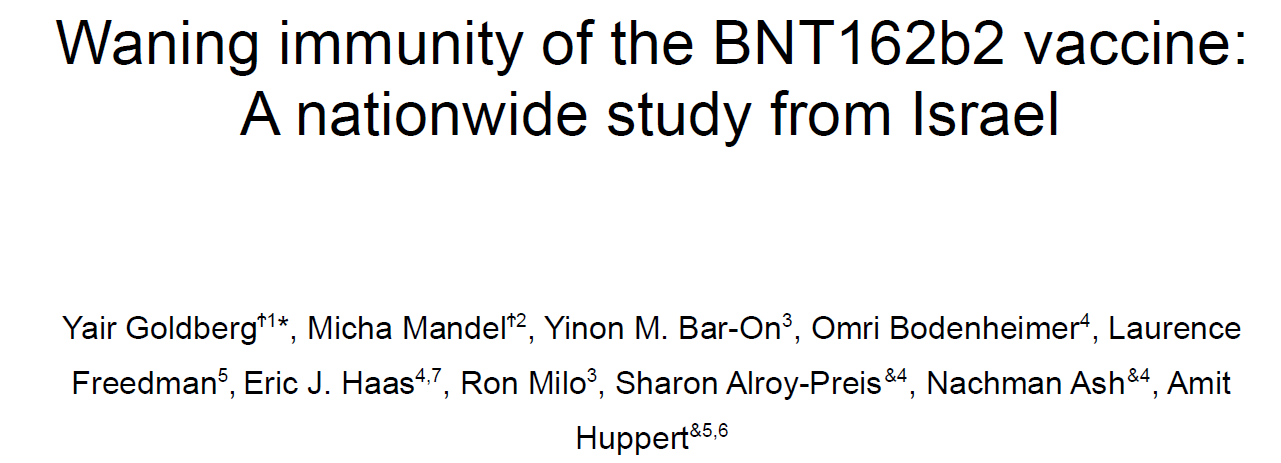 Waning immunity of the BNT162b2 vaccine:
A nationwide study from Israel
Yair Goldberg†1*, Micha Mandel†2, Yinon M. Bar-On3, Omri Bodenheimer4, Laurence
Freedman5, Eric J. Haas4,7, Ron Milo3, Sharon Alroy-Preis&4, Nachman Ash&4, Amit
Huppert&5,6